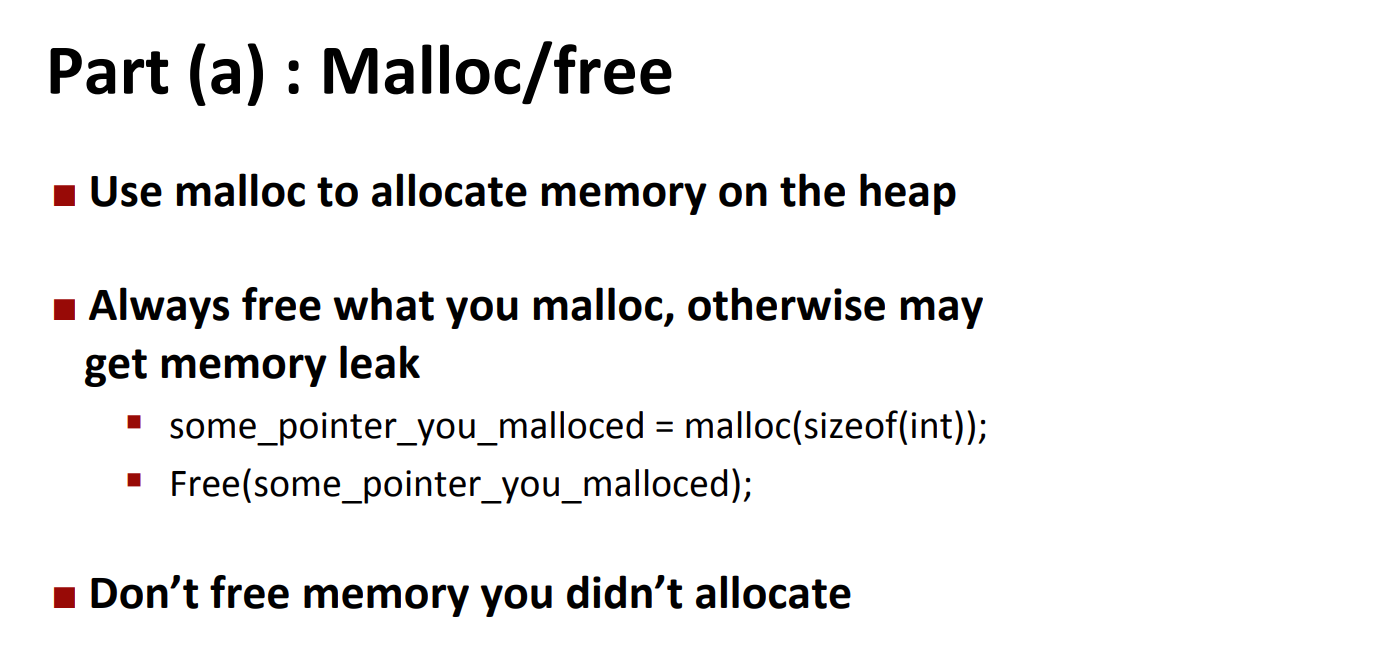 Part (a) : Malloc/free
■ Use malloc to allocate memory on the heap
■ Always free what you malloc, otherwise may
get memory leak
▪ some_pointer_you_malloced = malloc(sizeof(int));
▪ Free(some_pointer_you_malloced);
■ Don’t free memory you didn’t allocate